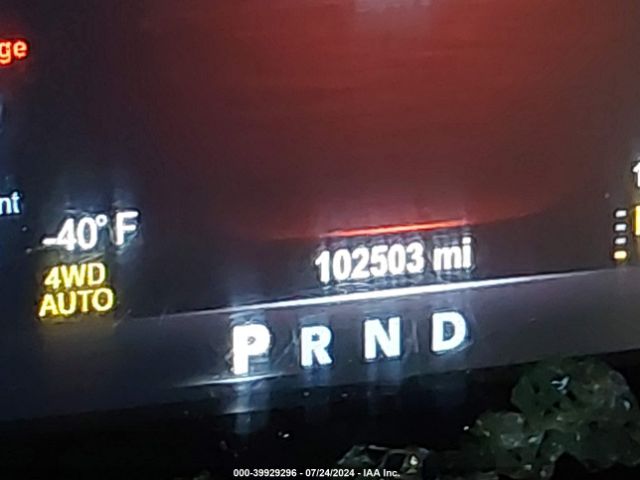 ge
nt
-40° F
102503 mi
4WD
AUTO
P R N D
000-39929296 - 07/24/2024 - IAA Inc.